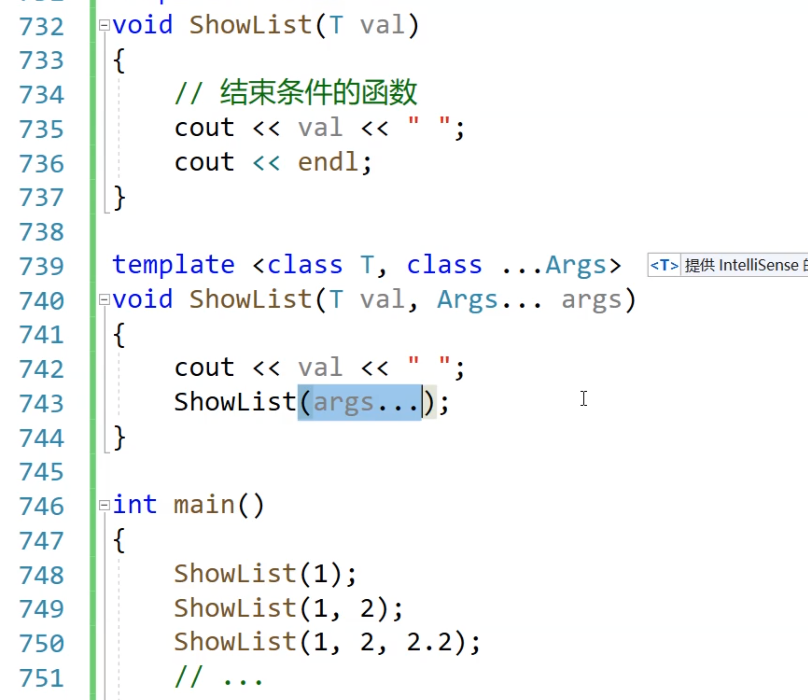 732 void ShowList(T val)
733 {
734 // 结束条件的函数
735 cout << val << " ";
736 cout << endl;
737 }
738
739 template <class T, class ...Args> <T> 提供 IntelliSense
740 void ShowList(T val, Args... args)
741 {
742 cout << val << " ";
743 ShowList(args...);
744 }
745
746 int main()
747 {
748 ShowList(1);
749 ShowList(1, 2);
750 ShowList(1, 2, 2.2);
751 // ...